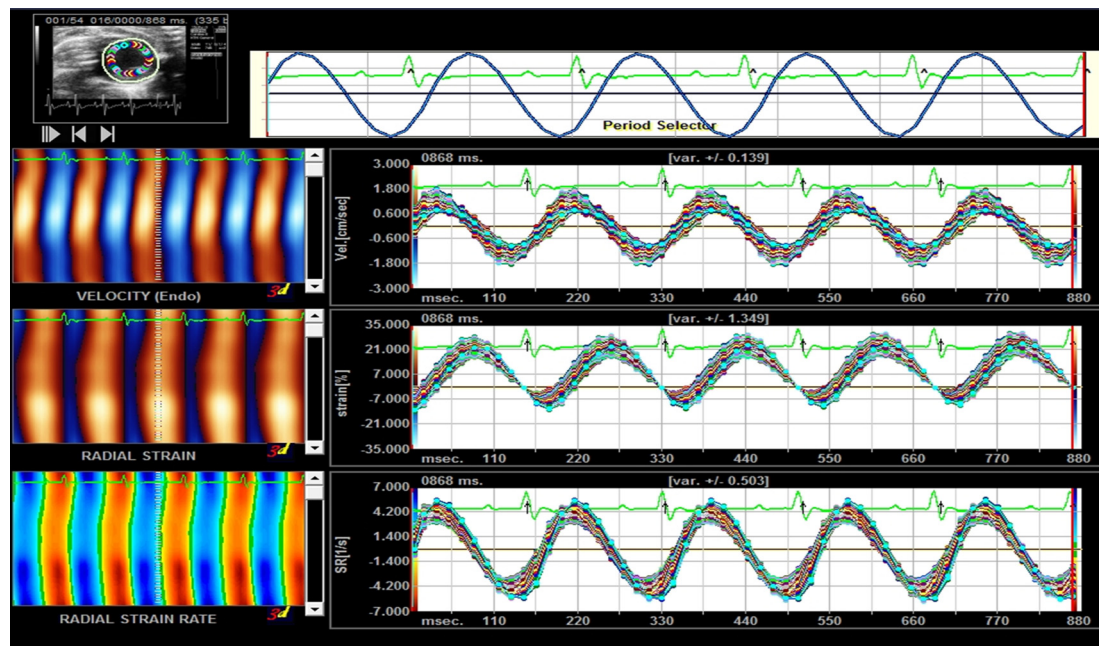 001/54 016/0000/868 ms. (335 b
Period Selector
0868 ms. [var. +/- 0.139]
3.000
1.800
0.600
-0.600
-1.800
-3.000
Vel.[cm/sec]
msec. 110 220 330 440 550 660 770 880
VELOCITY (Endo) 3d
0868 ms. [var. +/- 1.349]
35.000
21.000
7.000
-7.000
-21.000
-35.000
strain[%]
msec. 110 220 330 440 550 660 770 880
RADIAL STRAIN 3d
0868 ms. [var. +/- 0.503]
7.000
4.200
1.400
-1.400
-4.200
-7.000
SR[1/s]
msec. 110 220 330 440 550 660 770 880
RADIAL STRAIN RATE 3d